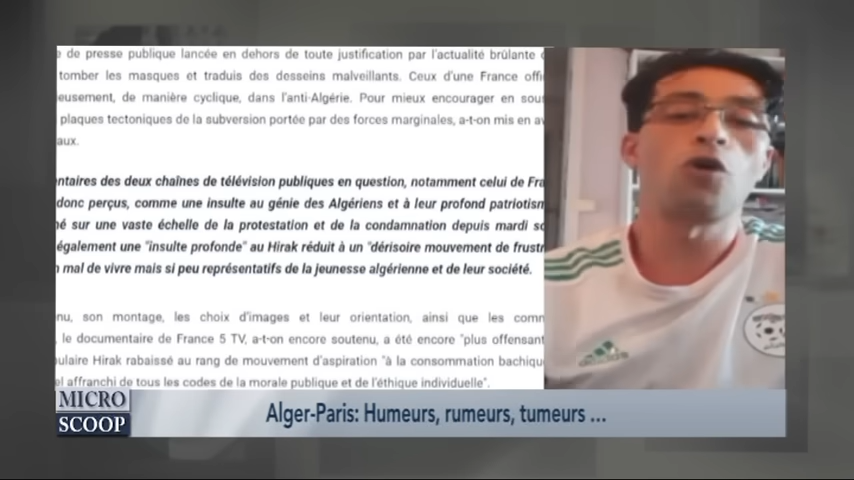 e de presse publique lancée en dehors de toute justification par l'actualité brûlante
tomber les masques et traduis des desseins malveillants. Ceux d'une France offi
eusement, de manière cyclique, dans l'anti-Algérie. Pour mieux encourager en sou
plaques tectoniques de la subversion portée par des forces marginales, a-t-on mis en av
aux.
ntaires des deux chaînes de télévision publiques en question, notamment celui de Fra
donc perçus, comme une insulte au génie des Algériens et à leur profond patriotism
né sur une vaste échelle de la protestation et de la condamnation depuis mardi so
également une "insulte profonde" au Hirak réduit à un "dérisoire mouvement de frustr
n mal de vivre mais si peu représentatifs de la jeunesse algérienne et de leur société.
nu, son montage, les choix d'images et leur orientation, ainsi que les comm
, le documentaire de France 5 TV, a-t-on encore soutenu, a été encore "plus offensant
ulaire Hirak rabaissé au rang de mouvement d'aspiration "à la consommation bachique
el affranchi de tous les codes de la morale publique et de l'éthique individuelle".
MICRO
SCOOP
Alger-Paris: Humeurs, rumeurs, tumeurs ...